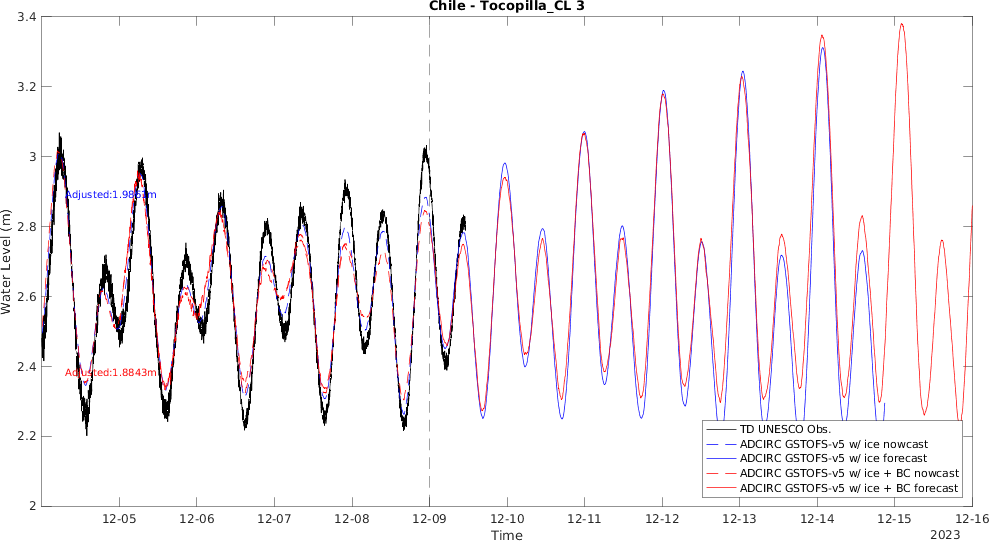 Chile - Tocopilla_CL 3
3.4
3.2
3
2.8
2.6
2.4
2.2
2
Water Level (m)
Adjusted:1.9867m
Adjusted:1.8843m
TD UNESCO Obs.
ADCIRC GSTOFS-v5 w/ ice nowcast
ADCIRC GSTOFS-v5 w/ ice forecast
ADCIRC GSTOFS-v5 w/ ice + BC nowcast
ADCIRC GSTOFS-v5 w/ ice + BC forecast
12-05 12-06 12-07 12-08 12-09 12-10 12-11 12-12 12-13 12-14 12-15 12-16
Time
2023